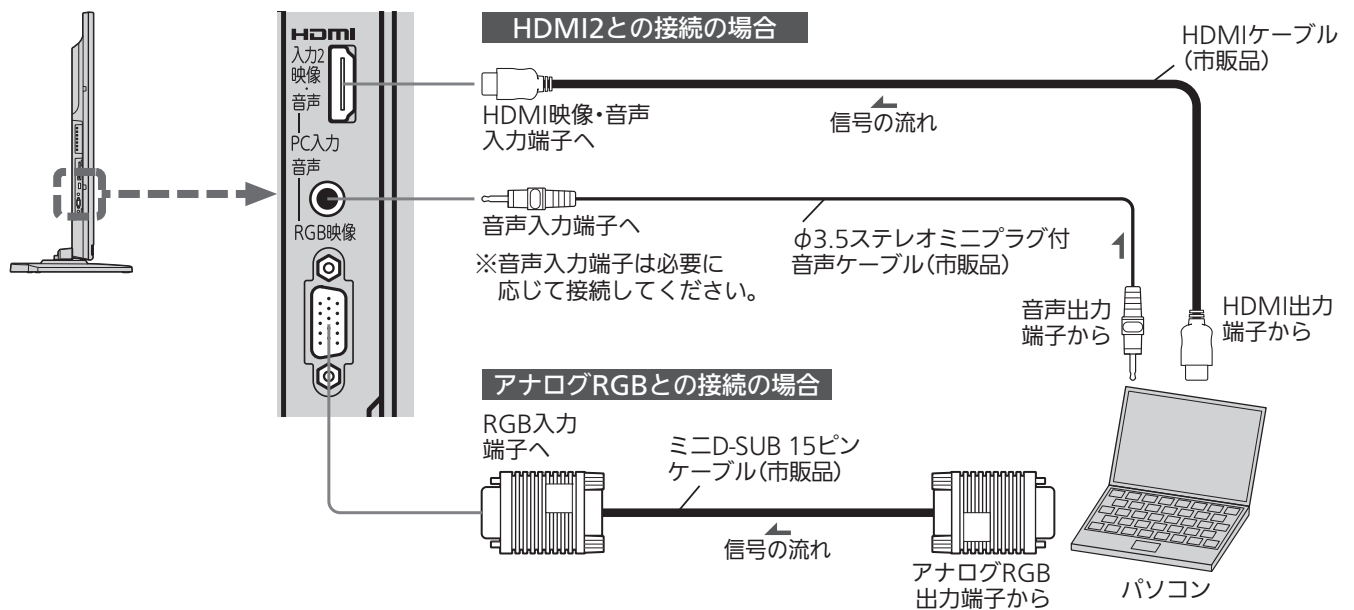 HDMI2との接続の場合
HDMI
入力2
映像
・
音声
PC入力
音声
RGB映像
HDMIケーブル
(市販品)
HDMI映像・音声
入力端子へ
信号の流れ
音声入力端子へ
※音声入力端子は必要に
応じて接続してください。
φ3.5ステレオミニプラグ付
音声ケーブル(市販品)
音声出力
端子から
HDMI出力
端子から
アナログRGBとの接続の場合
RGB入力
端子へ
ミニD-SUB 15ピン
ケーブル(市販品)
信号の流れ
アナログRGB
出力端子から
パソコン